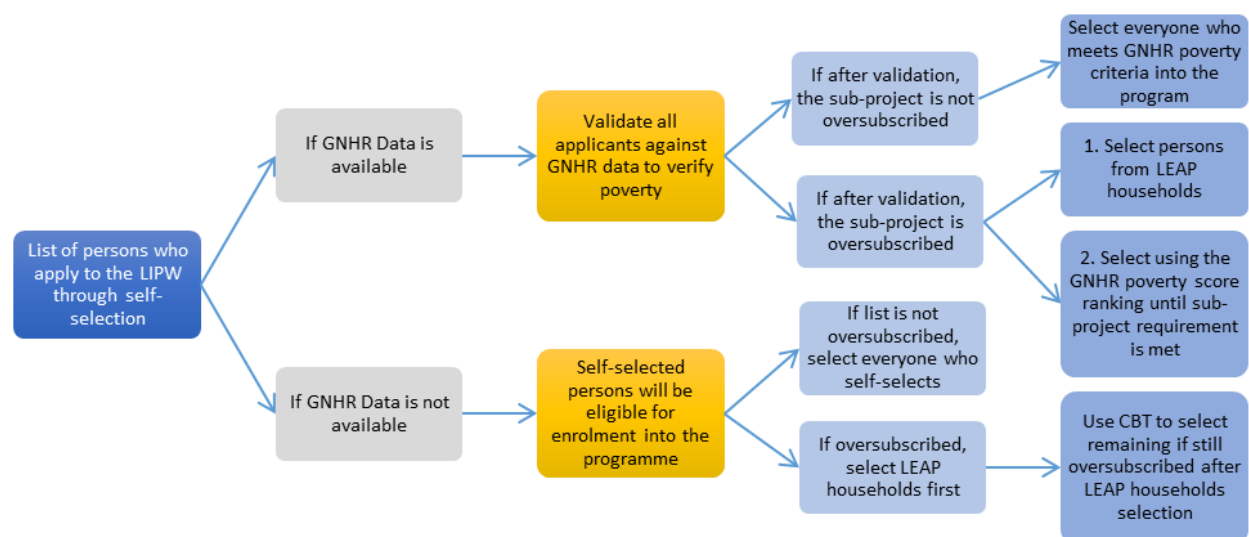 List of persons who
apply to the LIPW
through self-
selection
If GNHR Data is
available
Validate all
applicants against
GNHR data to verify
poverty
If after validation,
the sub-project is not
oversubscribed
Select everyone who
meets GNHR poverty
criteria into the
program
If after validation,
the sub-project is
oversubscribed
1. Select persons
from LEAP
households
2. Select using the
GNHR poverty score
ranking until sub-
project requirement
is met
If GNHR Data is not
available
Self-selected
persons will be
eligible for
enrolment into the
programme
If list is not
oversubscribed,
select everyone who
self-selects
If oversubscribed,
select LEAP
households first
Use CBT to select
remaining if still
oversubscribed after
LEAP households
selection